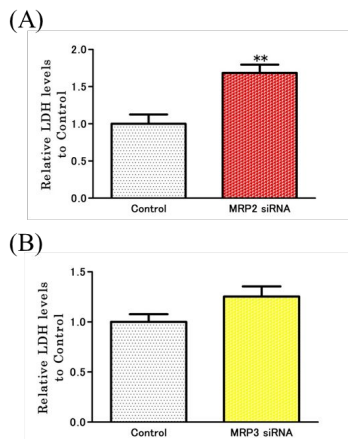 (A)
Relative LDH levels
to Control
2.0
1.5
1.0
0.5
0.0
**
Control MRP2 siRNA
(B)
Relative LDH levels
to Control
1.5
1.0
0.5
0.0
Control MRP3 siRNA